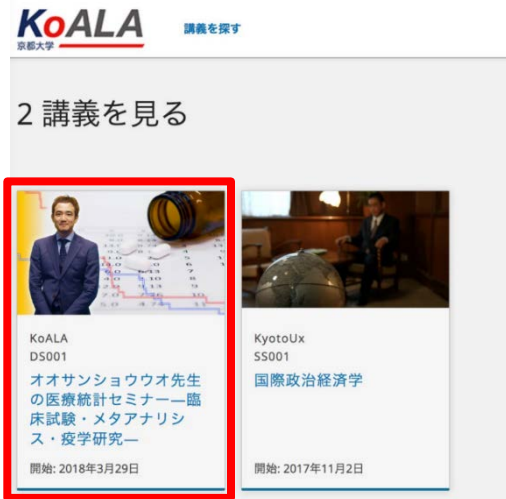 KoALA
京都大学
講義を探す
2 講義を見る
KoALA
DS001
オオサンショウウオ先生
の医療統計セミナー―臨
床試験・メタアナリシ
ス・疫学研究―
開始: 2018年3月29日
KyotoUx
SS001
国際政治経済学
開始: 2017年11月2日